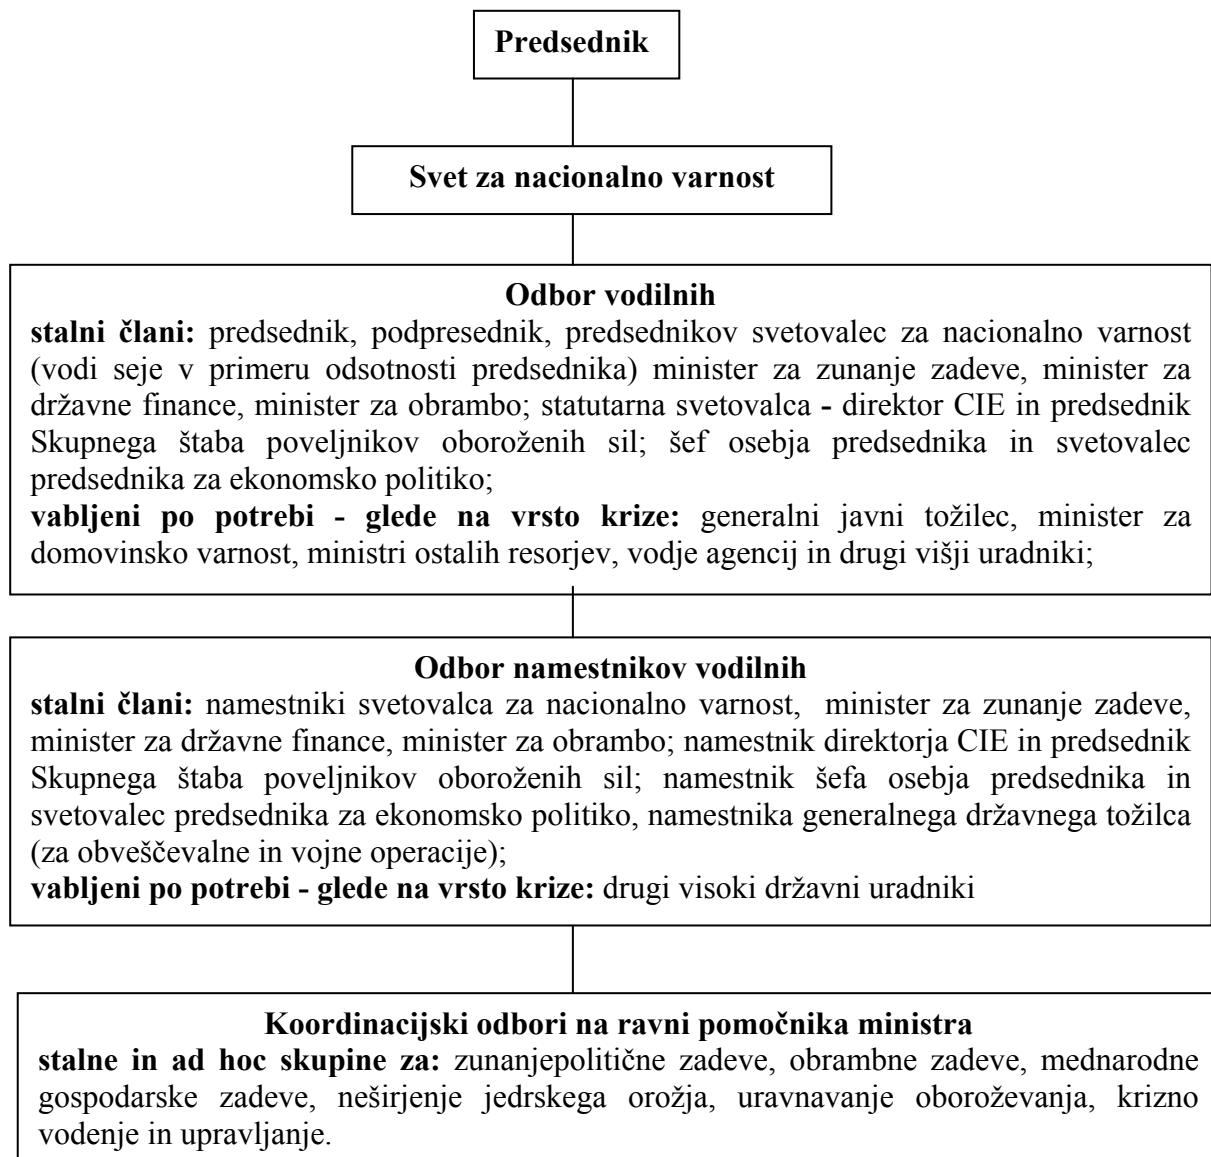 Predsednik
Svet za nacionalno varnost
Odbor vodilnih
stalni člani: predsednik, podpresednik, predsednikov svetovalec za nacionalno varnost
(vodi seje v primeru odsotnosti predsednika) minister za zunanje zadeve, minister za
državne finance, minister za obrambo; statutarna svetovalca - direktor CIE in predsednik
Skupnega štaba poveljnikov oboroženih sil; šef osebja predsednika in svetovalec
predsednika za ekonomsko politiko;
vabljeni po potrebi - glede na vrsto krize: generalni javni tožilec, minister za
domovinsko varnost, ministri ostalih resorjev, vodje agencij in drugi višji uradniki;
Odbor namestnikov vodilnih
stalni člani: namestniki svetovalca za nacionalno varnost, minister za zunanje zadeve,
minister za državne finance, minister za obrambo; namestnik direktorja CIE in predsednik
Skupnega štaba poveljnikov oboroženih sil; namestnik šefa osebja predsednika in
svetovalec predsednika za ekonomsko politiko, namestnika generalnega državnega tožilca
(za obveščevalne in vojne operacije);
vabljeni po potrebi - glede na vrsto krize: drugi visoki državni uradniki
Koordinacijski odbori na ravni pomočnika ministra
stalne in ad hoc skupine za: zunanjepolitične zadeve, obrambne zadeve, mednarodne
gospodarske zadeve, neširjenje jedrskega orožja, uravnavanje oboroževanja, krizno
vodenje in upravljanje.